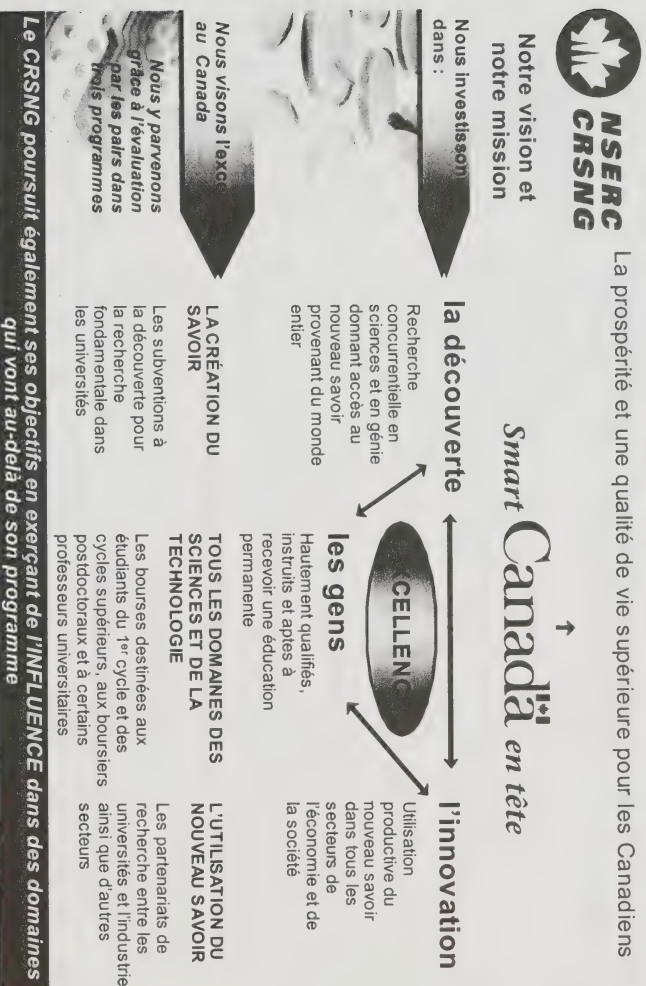 NSERC
CRSNG
La prospérité et une qualité de vie supérieure pour les Canadiens
Notre vision et
notre mission
Smart Canada en tête
Nous investisson
dans :
la découverte
Recherche
concurrentielle en
sciences et en génie
donnant accès au
nouveau savoir
provenant du monde
entier
CELLENC
les gens
Hautement qualifiés,
instruits et aptes à
recevoir une éducation
permanente
l'innovation
Utilisation
productive du
nouveau savoir
dans tous les
secteurs de
l'économie et de
la société
Nous visons l'exce
au Canada
LA CRÉATION DU
SAVOIR
TOUS LES DOMAINES DES
SCIENCES ET DE LA
TECHNOLOGIE
L'UTILISATION DU
NOUVEAU SAVOIR
Nous y parvenons
grâce à l'évaluation
par les pairs dans
trois programmes
Les subventions à
la découverte pour
la recherche
fondamentale dans
les universités
Les bourses destinées aux
étudiants du 1er cycle et des
cycles supérieurs, aux boursiers
postdoctoraux et à certains
professeurs universitaires
Les partenariats de
recherche entre les
universités et l'industrie
ainsi que d'autres
secteurs
Le CRSNG poursuit également ses objectifs en exerçant de l'INFLUENCE dans des domaines
qui vont au-delà de son programme